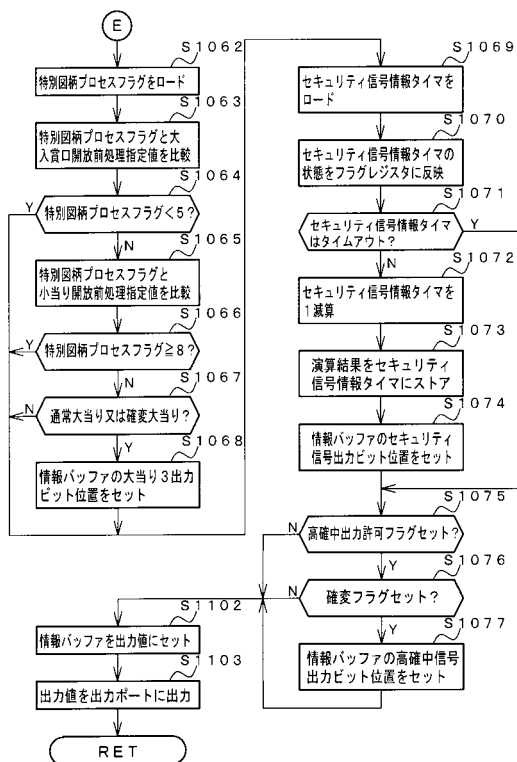 E
S1062
特別図柄プロセスフラグをロード
S1063
特別図柄プロセスフラグと大
入賞口開放前処理指定値を比較
S1064
特別図柄プロセスフラグ<5?
Y
N
S1065
特別図柄プロセスフラグと
小当り開放前処理指定値を比較
S1066
特別図柄プロセスフラグ≧8?
Y
N
S1067
通常大当り又は確変大当り?
N
Y
S1068
情報バッファの大当り3出力
ビット位置をセット
S1069
セキュリティ信号情報タイマを
ロード
S1070
セキュリティ信号情報タイマの
状態をフラグレジスタに反映
S1071
セキュリティ信号情報タイマ
はタイムアウト?
Y
N
S1072
セキュリティ信号情報タイマを
1減算
S1073
演算結果をセキュリティ
信号情報タイマにストア
S1074
情報バッファのセキュリティ
信号出力ビット位置をセット
S1075
高確中出力許可フラグセット?
N
Y
S1076
確変フラグセット?
N
Y
S1077
情報バッファの高確中信号
出力ビット位置をセット
S1102
情報バッファを出力値にセット
S1103
出力値を出力ポートに出力
RET